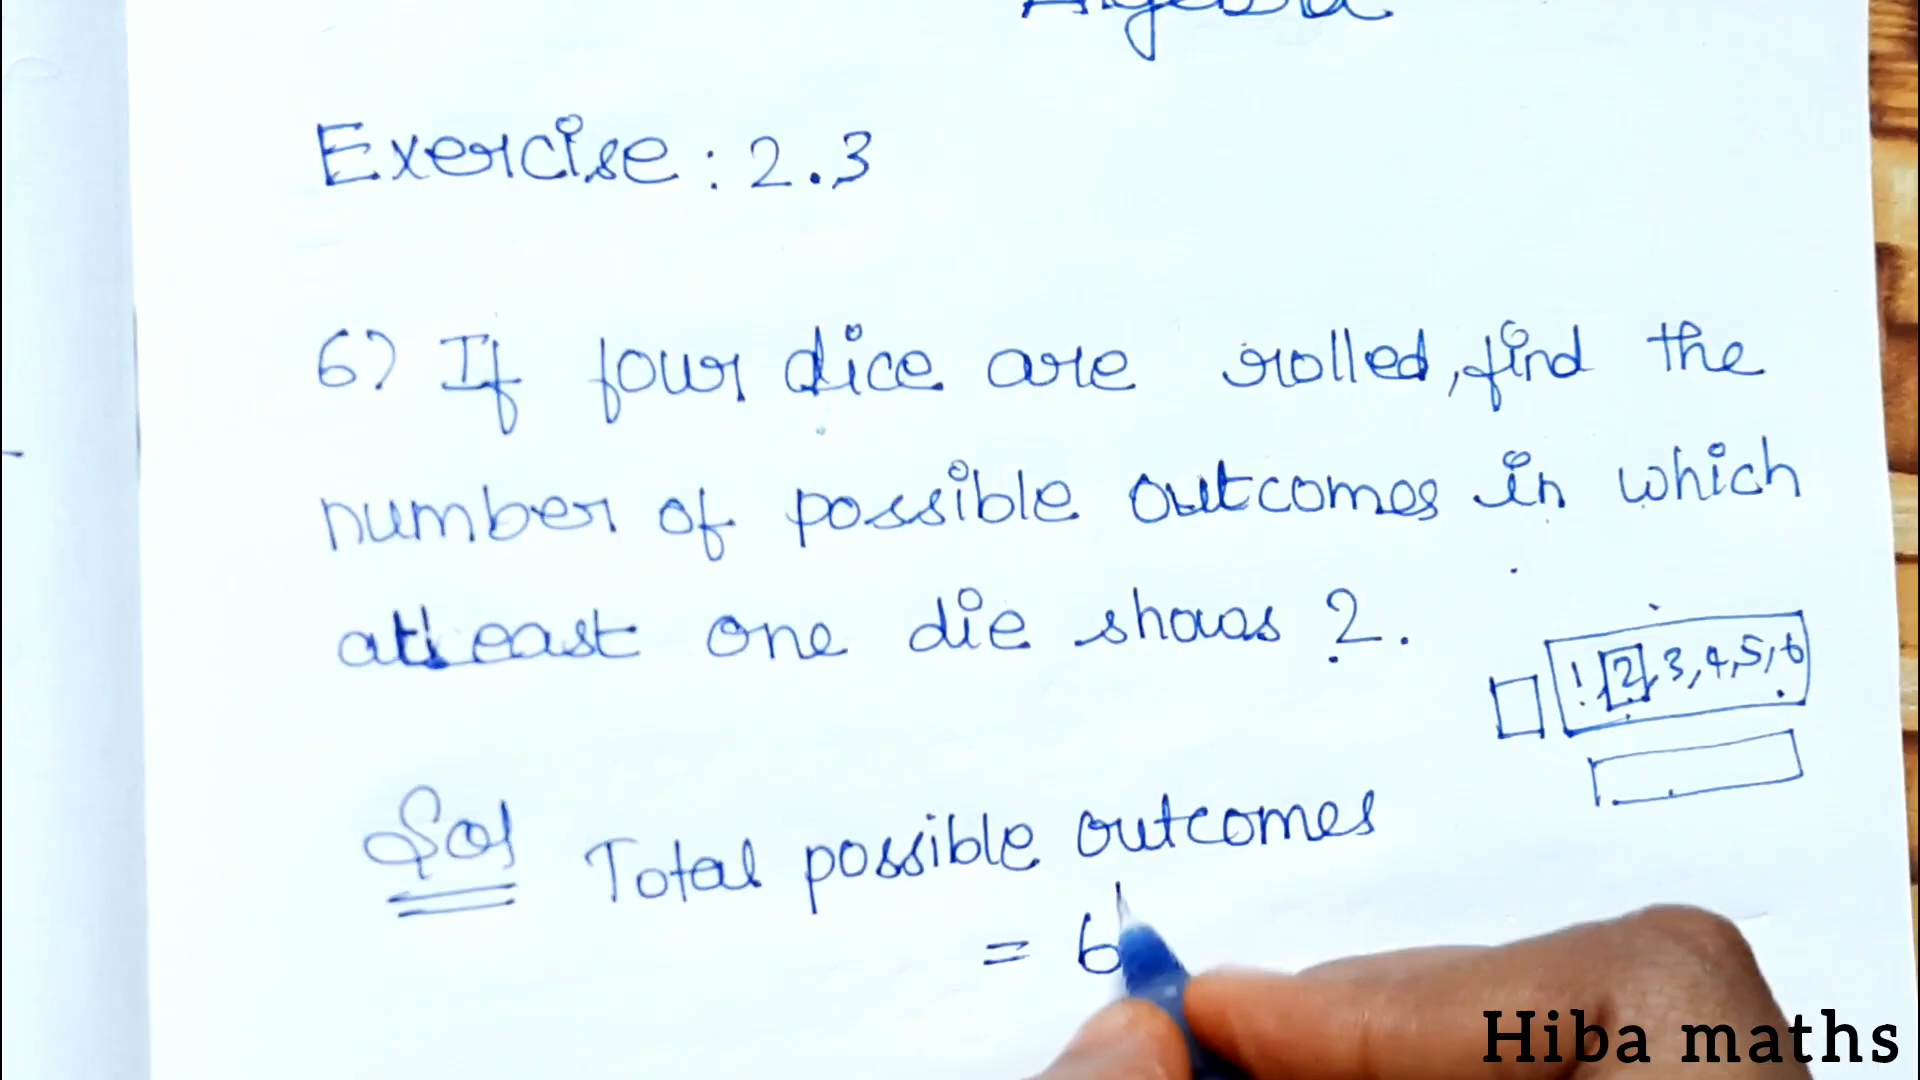 Algebra
Exercise: 2.3
6) If four dice are rolled, find the
number of possible outcomes in which
atleast one die shows 2.
1, 2, 3, 4, 5, 6
Sol Total possible outcomes
= 6
Hiba maths